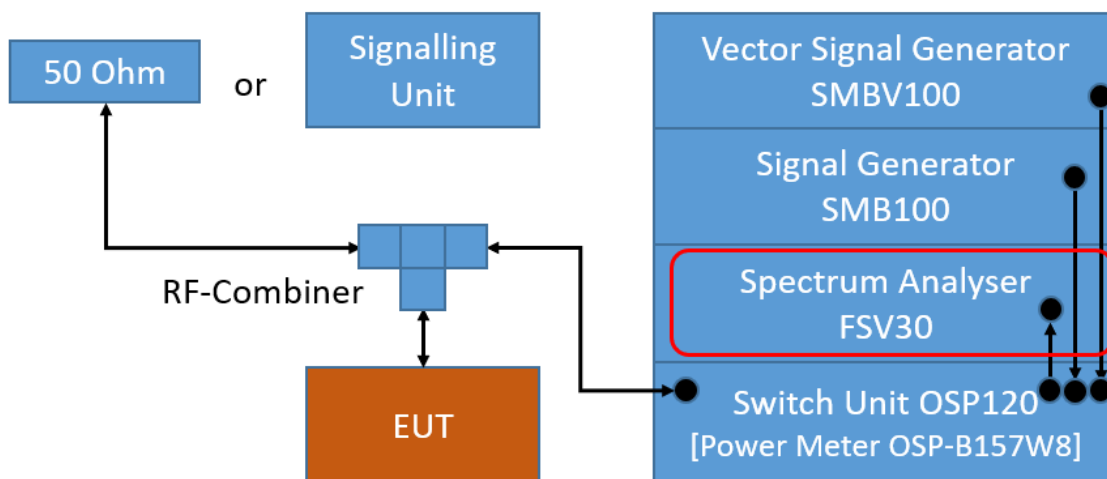 50 Ohm
or
Signalling
Unit
Vector Signal Generator
SMBV100
Signal Generator
SMB100
RF-Combiner
Spectrum Analyser
FSV30
EUT
Switch Unit OSP120
[Power Meter OSP-B157W8]